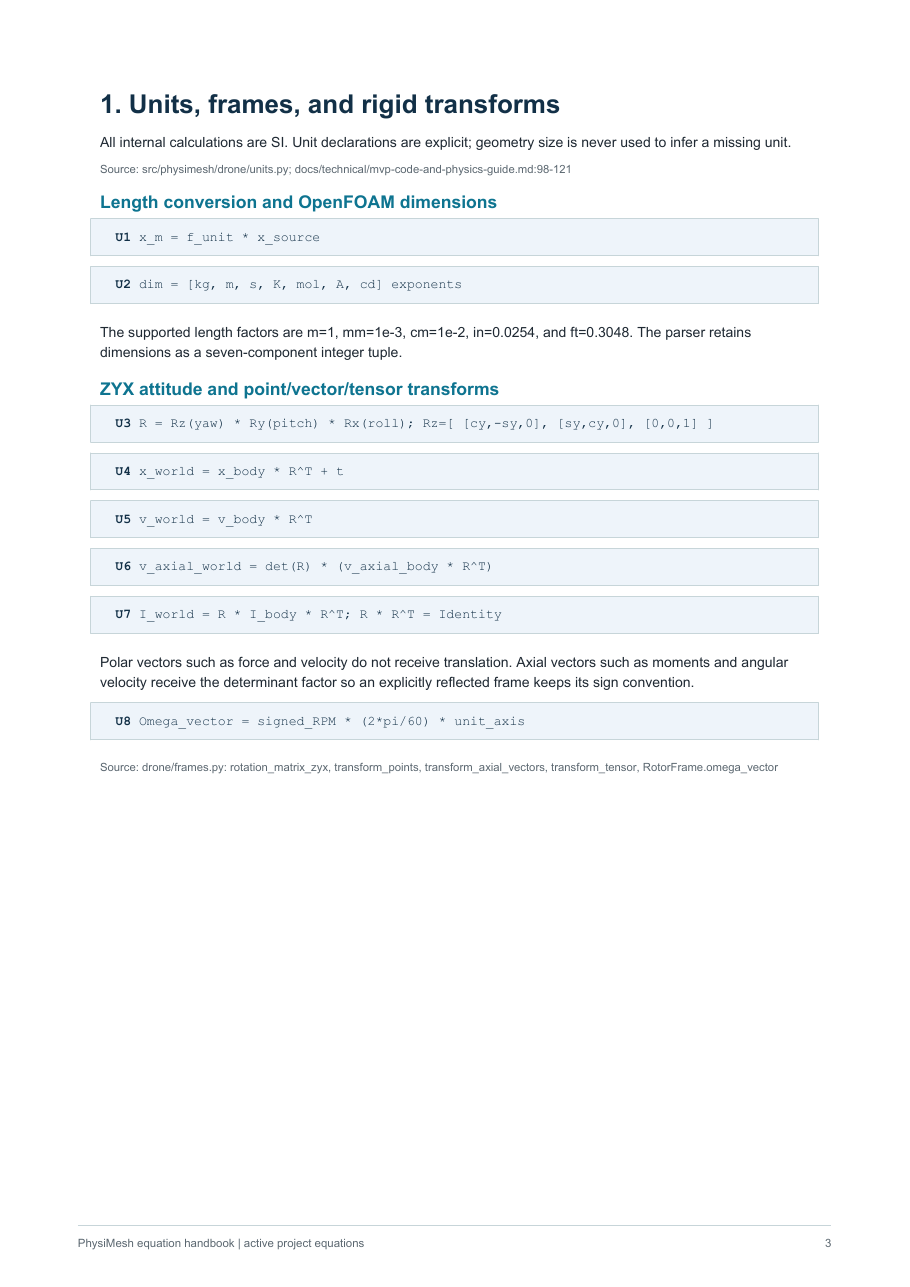 1. Units, frames, and rigid transforms
All internal calculations are SI. Unit declarations are explicit; geometry size is never used to infer a missing unit.
Source: src/physimesh/drone/units.py; docs/technical/mvp-code-and-physics-guide.md:98-121
Length conversion and OpenFOAM dimensions
U1 x_m = f_unit * x_source
U2 dim = [kg, m, s, K, mol, A, cd] exponents
The supported length factors are m=1, mm=1e-3, cm=1e-2, in=0.0254, and ft=0.3048. The parser retains
dimensions as a seven-component integer tuple.
ZYX attitude and point/vector/tensor transforms
U3 R = Rz(yaw) * Ry(pitch) * Rx(roll); Rz=[ [cy,-sy,0], [sy,cy,0], [0,0,1] ]
U4 x_world = x_body * R^T + t
U5 v_world = v_body * R^T
U6 v_axial_world = det(R) * (v_axial_body * R^T)
U7 I_world = R * I_body * R^T; R * R^T = Identity
Polar vectors such as force and velocity do not receive translation. Axial vectors such as moments and angular
velocity receive the determinant factor so an explicitly reflected frame keeps its sign convention.
U8 Omega_vector = signed_RPM * (2*pi/60) * unit_axis
Source: drone/frames.py: rotation_matrix_zyx, transform_points, transform_axial_vectors, transform_tensor, RotorFrame.omega_vector
PhysiMesh equation handbook | active project equations
3